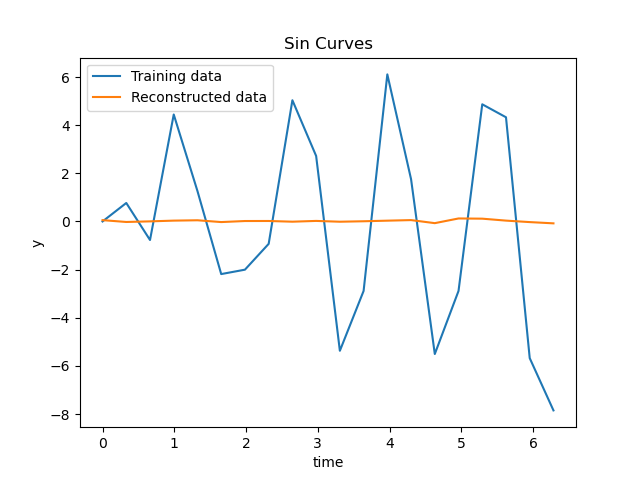 Sin Curves
Training data
Reconstructed data
6
4
2
0
−2
−4
−6
−8
y
0 1 2 3 4 5 6
time